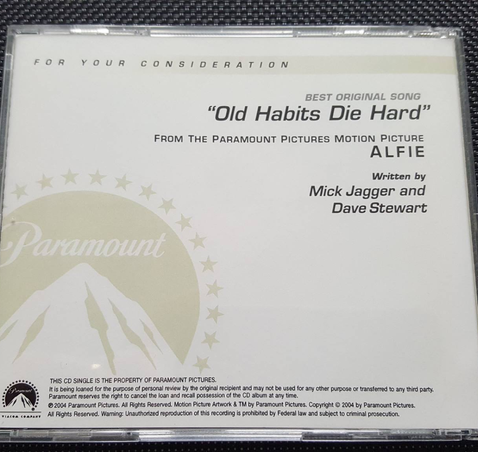 FOR YOUR CONSIDERATION
BEST ORIGINAL SONG
"Old Habits Die Hard"
FROM THE PARAMOUNT PICTURES MOTION PICTURE
ALFIE
Written by
Mick Jagger and
Dave Stewart
Paramount
THIS CD SINGLE IS THE PROPERTY OF PARAMOUNT PICTURES.
It is being loaned for the purpose of personal review by the original recipient and may not be used for any other purpose or transferred to any third party.
Paramount reserves the right to cancel the loan and recall possession of the CD album at any time.
℗ 2004 Paramount Pictures. All Rights Reserved, Motion Picture Artwork & TM by Paramount Pictures. Copyright © 2004 by Paramount Pictures.
All Rights Reserved. Warning: Unauthorized reproduction of this recording is prohibited by Federal law and subject to criminal prosecution.
Paramount
A VIACOM COMPANY